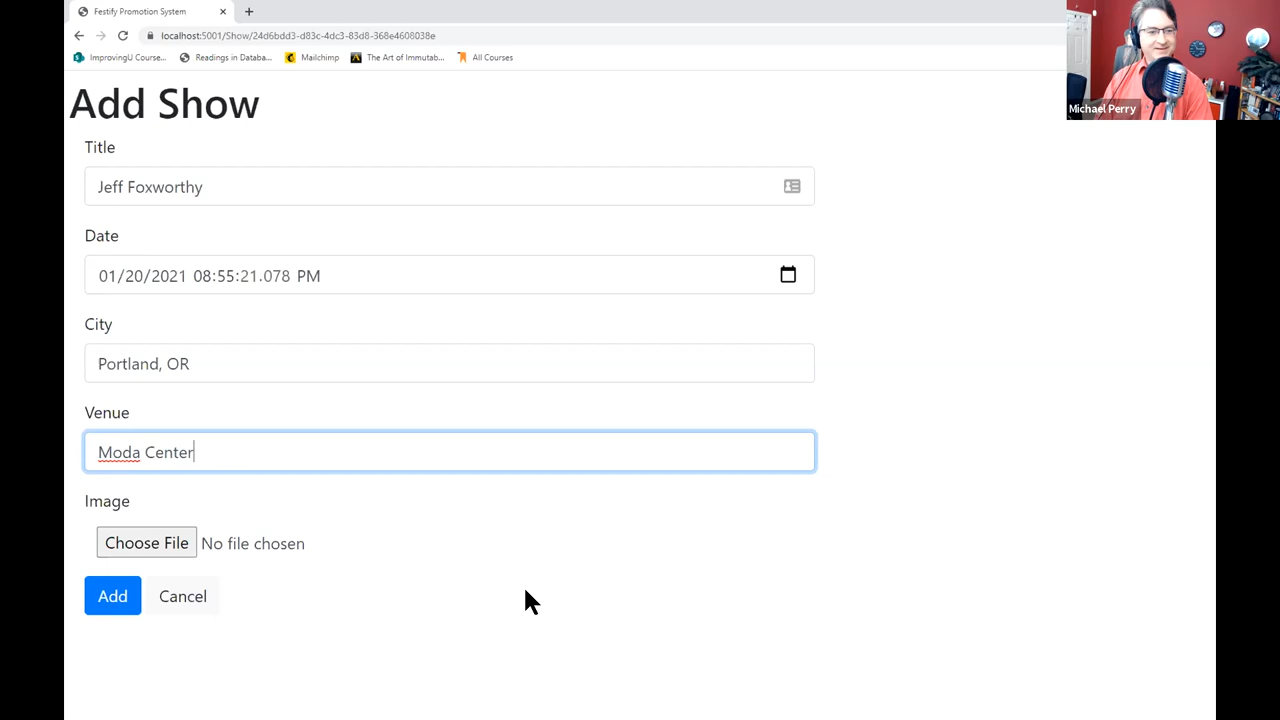 Festify Promotion System
localhost:5001/Show/24d6bdd3-d83c-4dc3-83d8-368e4608038e
ImprovingU Course... Readings in Databa... Mailchimp The Art of Immutab... All Courses
Michael Perry
Add Show
Title
Jeff Foxworthy
Date
01/20/2021 08:55:21.078 PM
City
Portland, OR
Venue
Moda Center
Image
Choose File No file chosen
Add Cancel